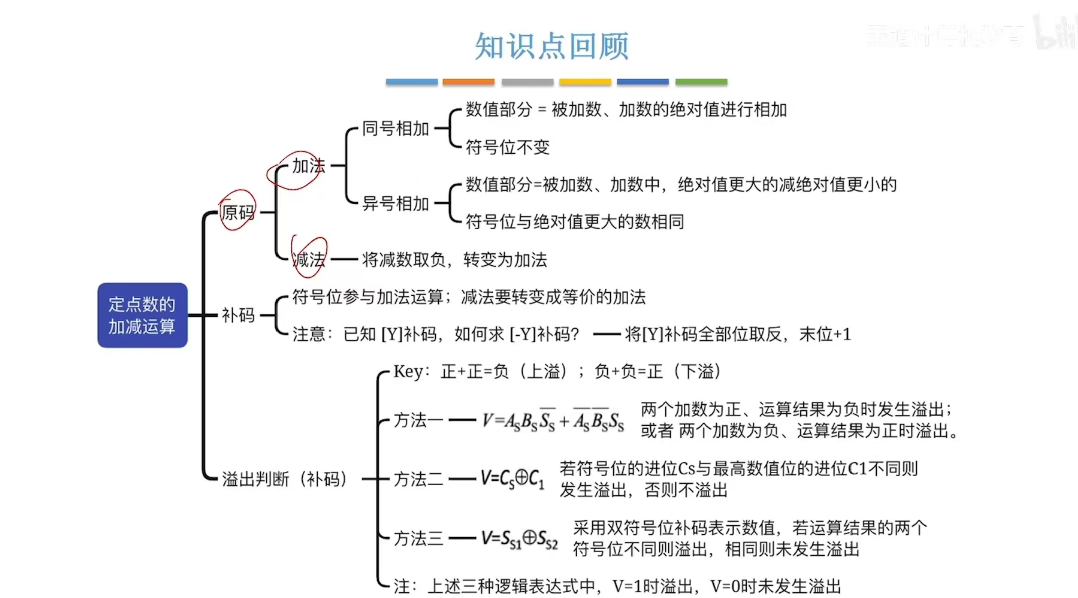 知识点回顾
定点数的
加减运算
原码
加法
同号相加
数值部分 = 被加数、加数的绝对值进行相加
符号位不变
异号相加
数值部分=被加数、加数中，绝对值更大的减绝对值更小的
符号位与绝对值更大的数相同
减法
将减数取负，转变为加法
补码
符号位参与加法运算；减法要转变成等价的加法
注意：已知 [Y]补码，如何求 [-Y]补码？
将[Y]补码全部位取反，末位+1
溢出判断（补码）
Key：正+正=负（上溢）；负+负=正（下溢）
方法一
V=A_SB_S\overline{S_S} + \overline{A_S}\,\overline{B_S}S_S
两个加数为正、运算结果为负时发生溢出；
或者 两个加数为负、运算结果为正时溢出。
方法二
V=C_S⊕C_1
若符号位的进位Cs与最高数值位的进位C1不同则
发生溢出，否则不溢出
方法三
V=S_{S1}⊕S_{S2}
采用双符号位补码表示数值，若运算结果的两个
符号位不同则溢出，相同则未发生溢出
注：上述三种逻辑表达式中，V=1时溢出，V=0时未发生溢出